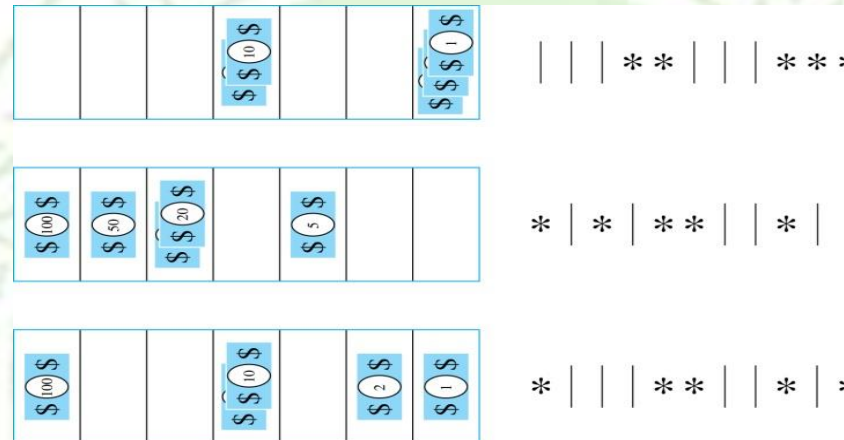 $ 10 $ $ $ 1 $ $ $ | | | * * | | | * * *
$ 100 $ $ 50 $ $ 20 $ $ $ 5 $ * | * | * * | | * |
$ 100 $ $ 10 $ $ $ 2 $ $ 1 $ * | | | * * | | * | *